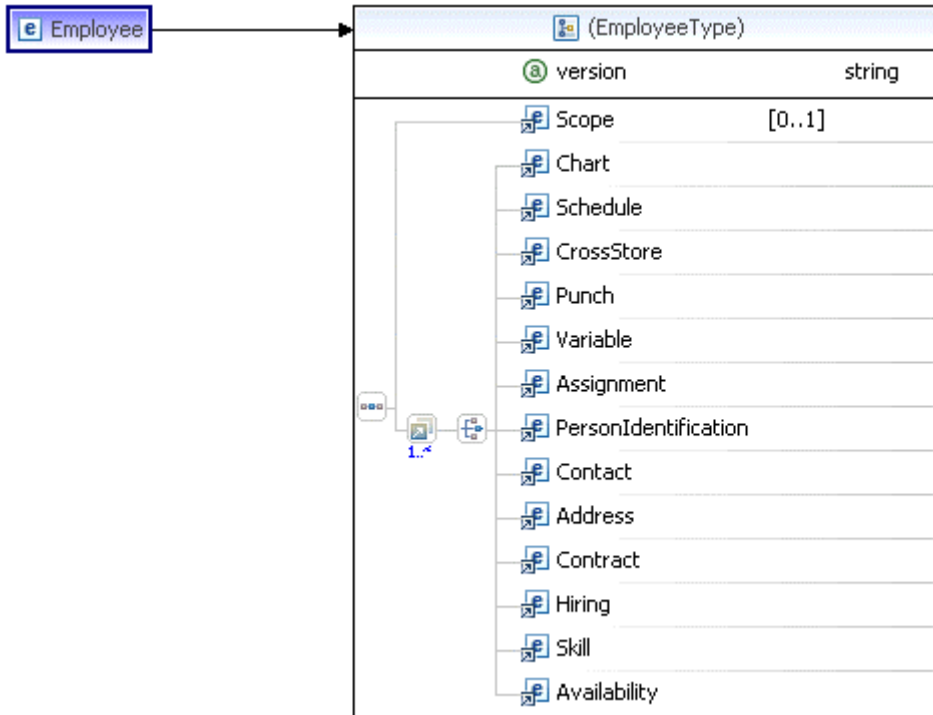 e Employee
(EmployeeType)
a version string
e Scope [0..1]
e Chart
e Schedule
e CrossStore
e Punch
e Variable
e Assignment
e PersonIdentification
1..*
e Contact
e Address
e Contract
e Hiring
e Skill
e Availability